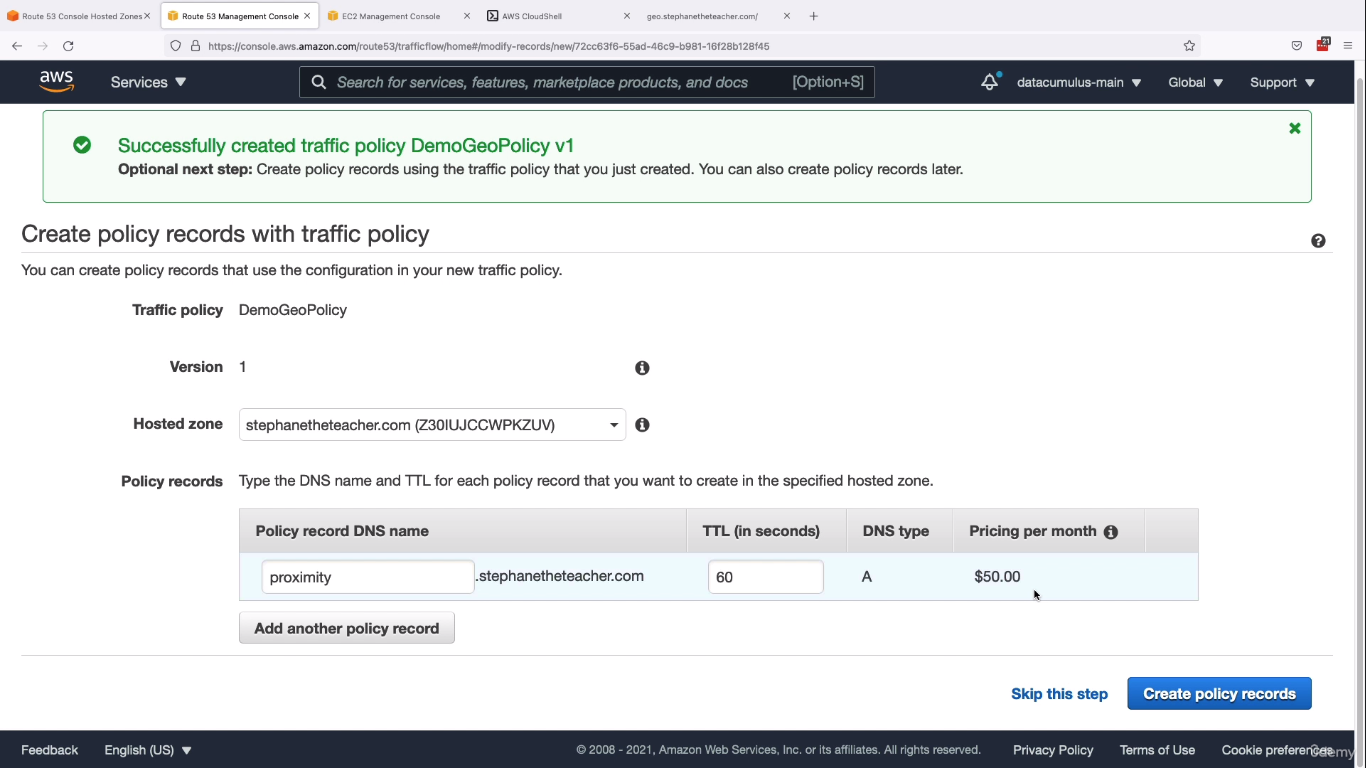 Route 53 Console Hosted Zones
Route 53 Management Console
EC2 Management Console
AWS CloudShell
geo.stephanetheteacher.com/
https://console.aws.amazon.com/route53/trafficflow/home#/modify-records/new/72cc63f6-55ad-46c9-b981-16f28b128f45
21
aws
Services
Search for services, features, marketplace products, and docs
[Option+S]
datacumulus-main
Global
Support
Successfully created traffic policy DemoGeoPolicy v1
Optional next step: Create policy records using the traffic policy that you just created. You can also create policy records later.
Create policy records with traffic policy
You can create policy records that use the configuration in your new traffic policy.
Traffic policy DemoGeoPolicy
Version 1
Hosted zone stephanetheteacher.com (Z30IUJCCWPKZUV)
Policy records Type the DNS name and TTL for each policy record that you want to create in the specified hosted zone.
Policy record DNS name TTL (in seconds) DNS type Pricing per month
proximity .stephanetheteacher.com 60 A $50.00
Add another policy record
Skip this step
Create policy records
Feedback English (US) © 2008 - 2021, Amazon Web Services, Inc. or its affiliates. All rights reserved. Privacy Policy Terms of Use Cookie preferences